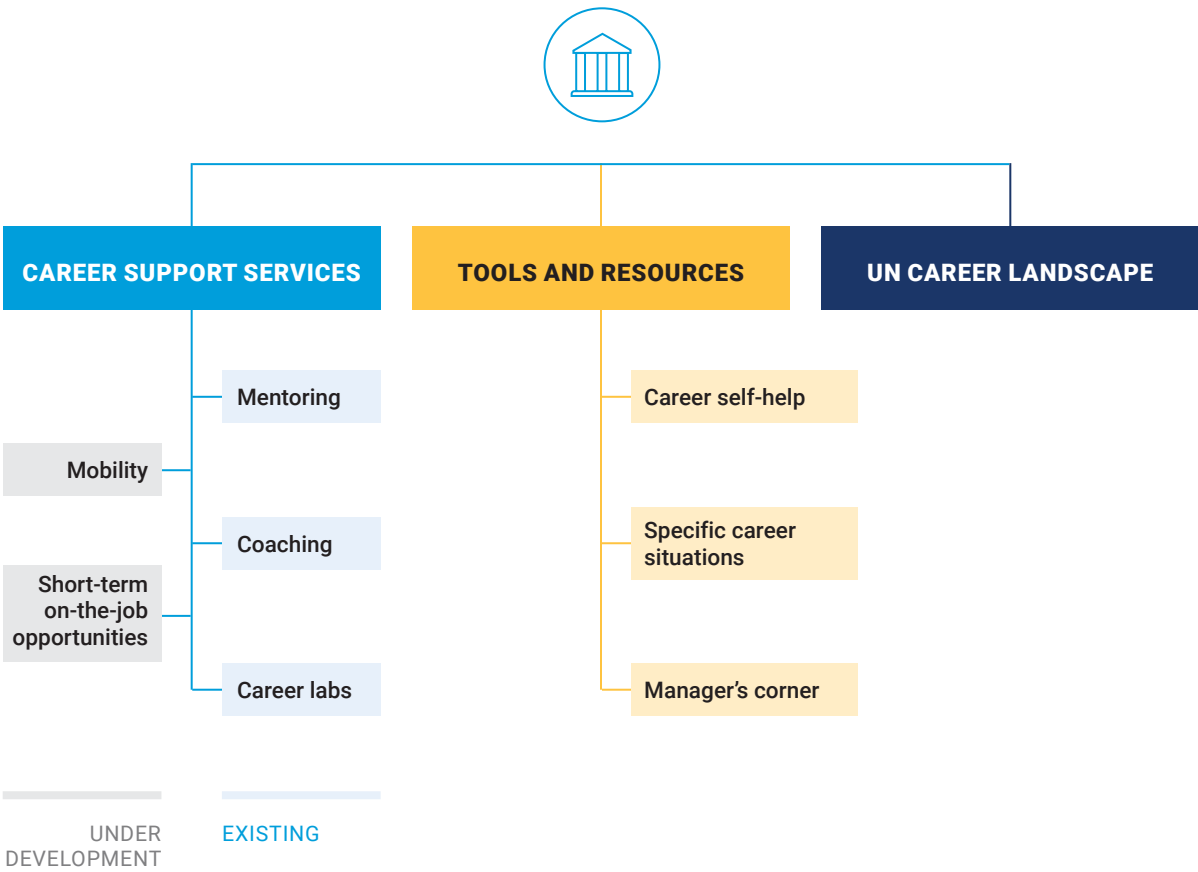 CAREER SUPPORT SERVICES
TOOLS AND RESOURCES
UN CAREER LANDSCAPE
Mentoring
Mobility
Coaching
Short-term
on-the-job
opportunities
Career labs
Career self-help
Specific career
situations
Manager’s corner
UNDER
DEVELOPMENT
EXISTING